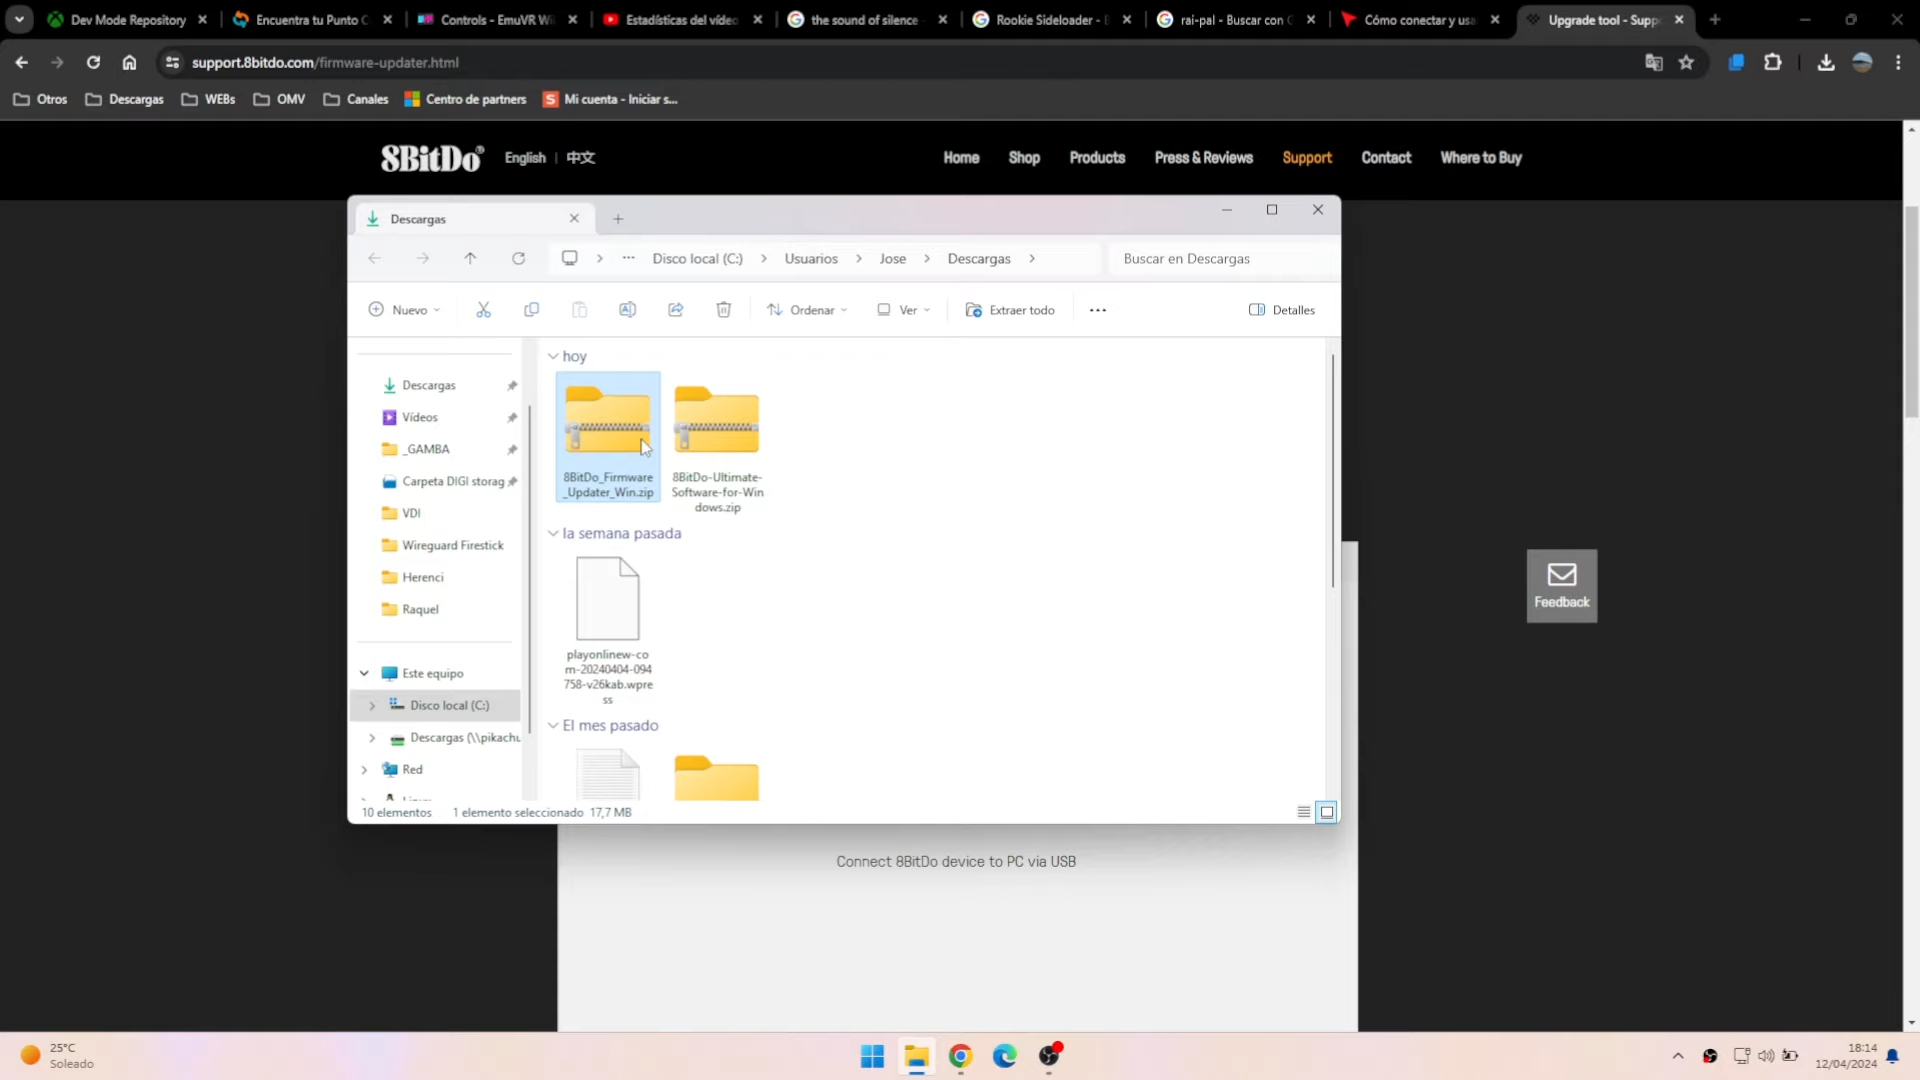 Dev Mode Repository
Encuentra tu Punto C
Controls - EmuVR Wi
Estadísticas del vídeo
the sound of silence
Rookie Sideloader - B
rai-pal - Buscar con G
Cómo conectar y usa
Upgrade tool - Supp
support.8bitdo.com/firmware-updater.html
Otros
Descargas
WEBs
OMV
Canales
Centro de partners
Mi cuenta - Iniciar s...
8BitDo®
English | 中文
Home
Shop
Products
Press & Reviews
Support
Contact
Where to Buy
Descargas
Disco local (C:)
Usuarios
Jose
Descargas
Buscar en Descargas
Nuevo
Ordenar
Ver
Extraer todo
Detalles
Descargas
Vídeos
_GAMBA
Carpeta DIGI storag
VDI
Wireguard Firestick
Herenci
Raquel
Este equipo
Disco local (C:)
Descargas (\\pikachu
Red
hoy
8BitDo_Firmware
_Updater_Win.zip
8BitDo-Ultimate-
Software-for-Win
dows.zip
la semana pasada
playonlinew-co
m-20240404-094
758-v26kab.wpre
ss
El mes pasado
10 elementos
1 elemento seleccionado 17,7 MB
Connect 8BitDo device to PC via USB
Feedback
25°C
Soleado
18:14
12/04/2024